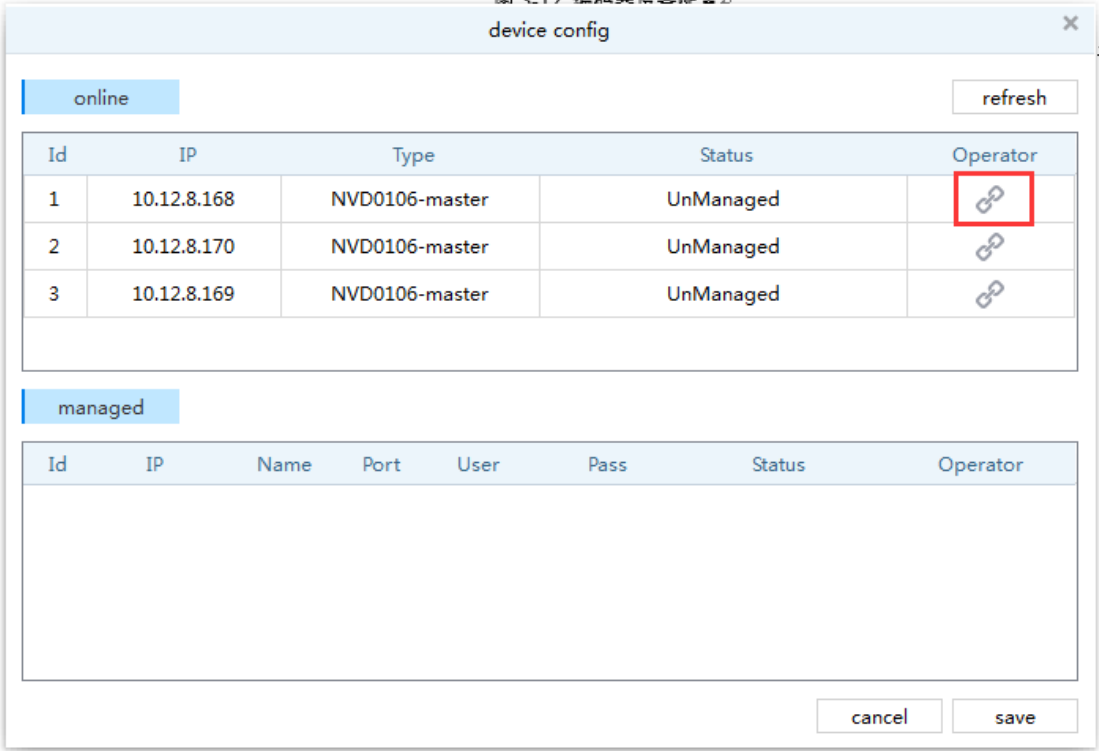 device config
online
refresh
Id IP Type Status Operator
1 10.12.8.168 NVD0106-master UnManaged
2 10.12.8.170 NVD0106-master UnManaged
3 10.12.8.169 NVD0106-master UnManaged
managed
Id IP Name Port User Pass Status Operator
cancel save